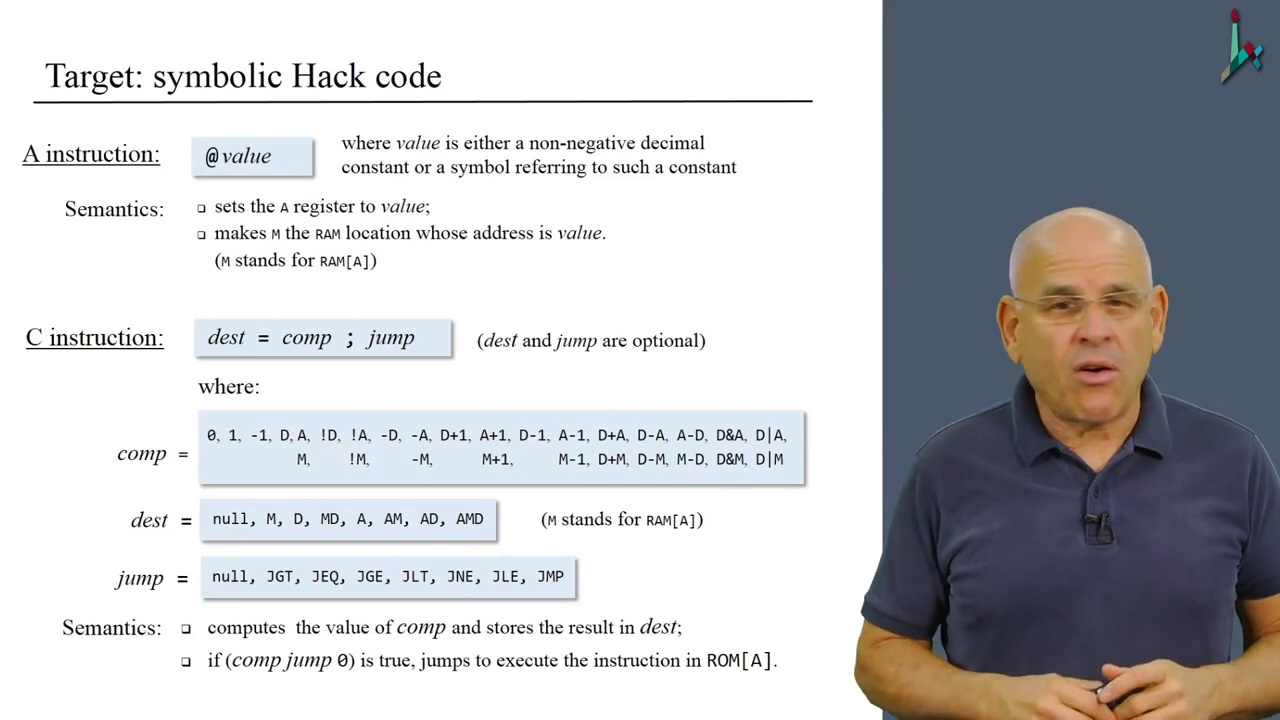 Target: symbolic Hack code
A instruction:
@value
where value is either a non-negative decimal
constant or a symbol referring to such a constant
Semantics:
❑ sets the A register to value;
❑ makes M the RAM location whose address is value.
(M stands for RAM[A])
C instruction:
dest = comp ; jump
(dest and jump are optional)
where:
comp =
0, 1, -1, D, A, !D, !A, -D, -A, D+1, A+1, D-1, A-1, D+A, D-A, A-D, D&A, D|A,
M, !M, -M, M+1, M-1, D+M, D-M, M-D, D&M, D|M
dest = null, M, D, MD, A, AM, AD, AMD
(M stands for RAM[A])
jump = null, JGT, JEQ, JGE, JLT, JNE, JLE, JMP
Semantics: ❑ computes the value of comp and stores the result in dest;
❑ if (comp jump 0) is true, jumps to execute the instruction in ROM[A].